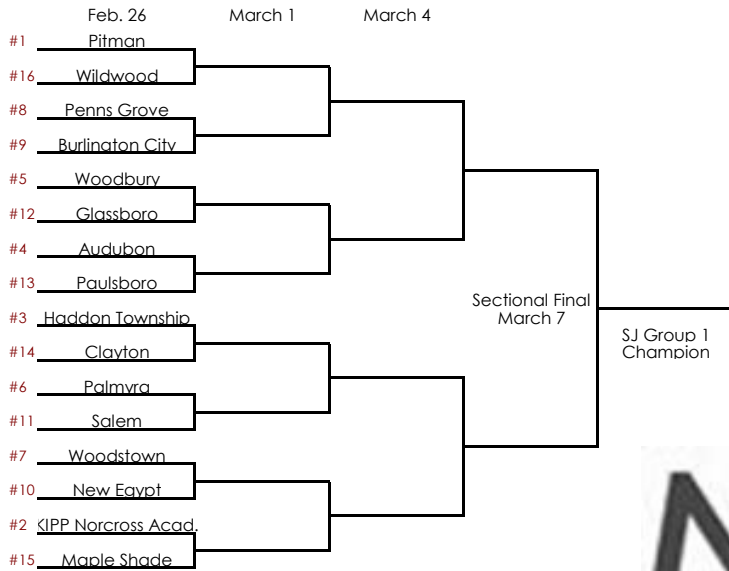 Feb. 26 March 1 March 4
#1 Pitman
#16 Wildwood
#8 Penns Grove
#9 Burlington City
#5 Woodbury
#12 Glassboro
#4 Audubon
#13 Paulsboro
#3 Haddon Township
#14 Clayton
#6 Palmyra
#11 Salem
#7 Woodstown
#10 New Egypt
#2 KIPP Norcross Acad.
#15 Maple Shade
Sectional Final
March 7
SJ Group 1
Champion